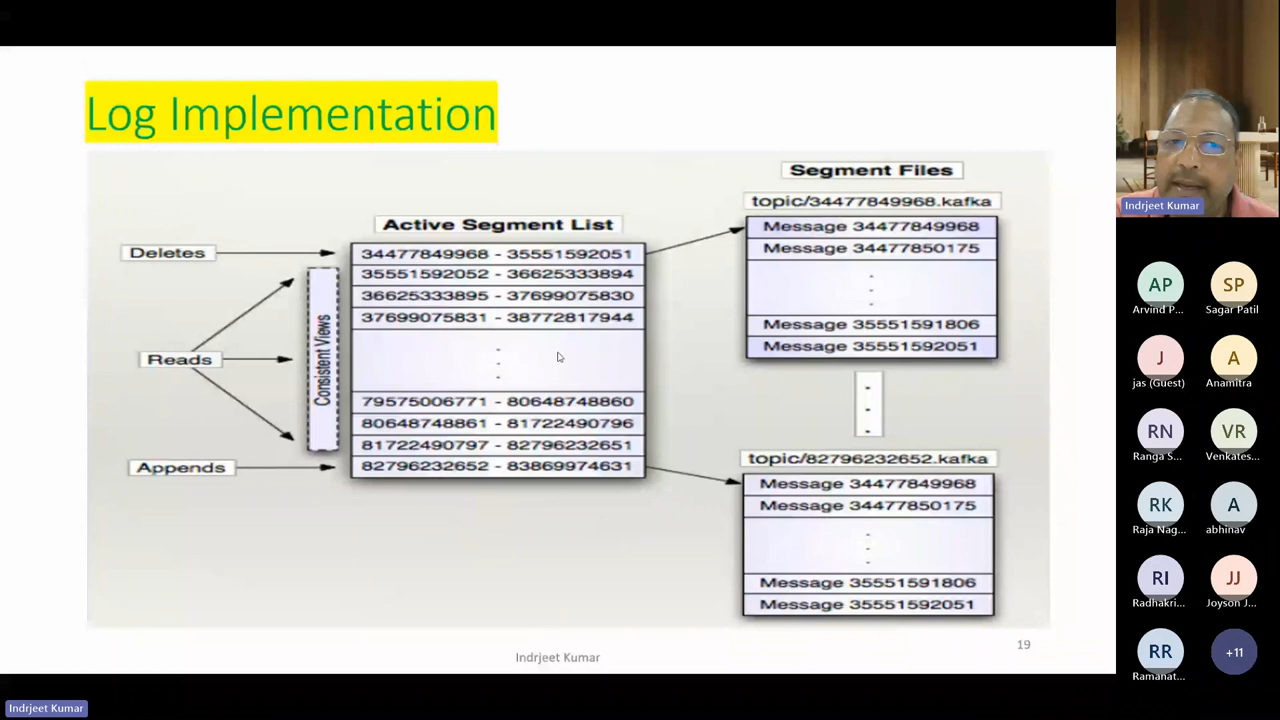 Log Implementation
Segment Files
topic/34477849968.kafka
Active Segment List
Message 34477849968
Message 34477850175
.
.
.
Message 35551591806
Message 35551592051
Deletes
34477849968 - 35551592051
35551592052 - 36625333894
36625333895 - 37699075830
37699075831 - 38772817944
.
.
.
79575006771 - 80648748860
80648748861 - 81722490796
81722490797 - 82796232651
82796232652 - 83869974631
Reads
Consistent Views
Appends
.
.
.
topic/82796232652.kafka
Message 34477849968
Message 34477850175
.
.
.
Message 35551591806
Message 35551592051
Indrjeet Kumar
19
Indrjeet Kumar
AP
Arvind P...
SP
Sagar Patil
J
jas (Guest)
A
Anamitra
RN
Ranga S...
VR
Venkates...
RK
Raja Nag...
A
abhinav
RI
Radhakri...
JJ
Joyson J...
RR
Ramanat...
+11
Indrjeet Kumar